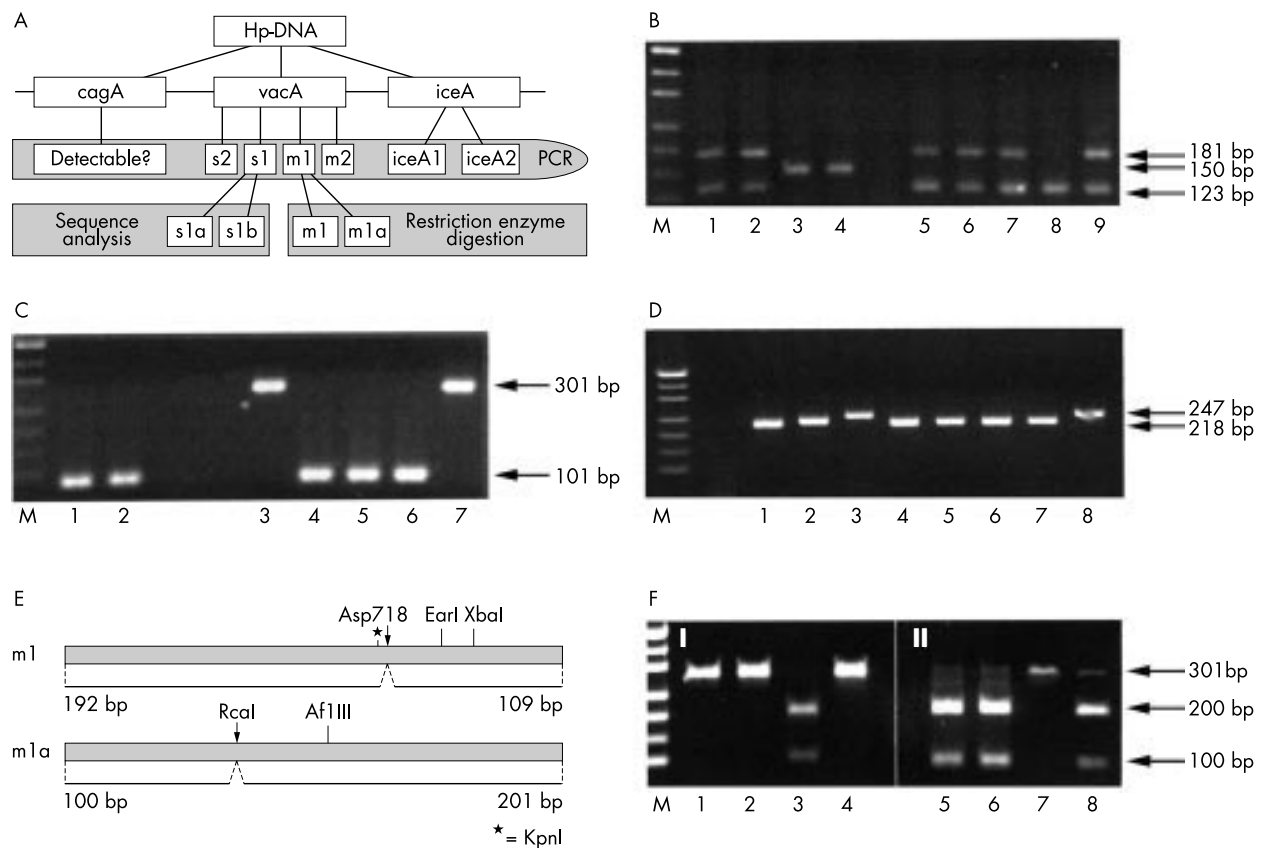 A
Hp-DNA
cagA vacA iceA
Detectable? s2 s1 m1 m2 iceA1 iceA2 PCR
Sequence analysis s1a s1b m1 m1a Restriction enzyme digestion
B
181 bp
150 bp
123 bp
M 1 2 3 4 5 6 7 8 9
C
301 bp
101 bp
M 1 2 3 4 5 6 7
D
247 bp
218 bp
M 1 2 3 4 5 6 7 8
E
Asp718 EarI XbaI
★
m1
192 bp 109 bp
RcaI Af1III
m1a
100 bp 201 bp
★= KpnI
F
I II
301bp
200 bp
100 bp
M 1 2 3 4 5 6 7 8